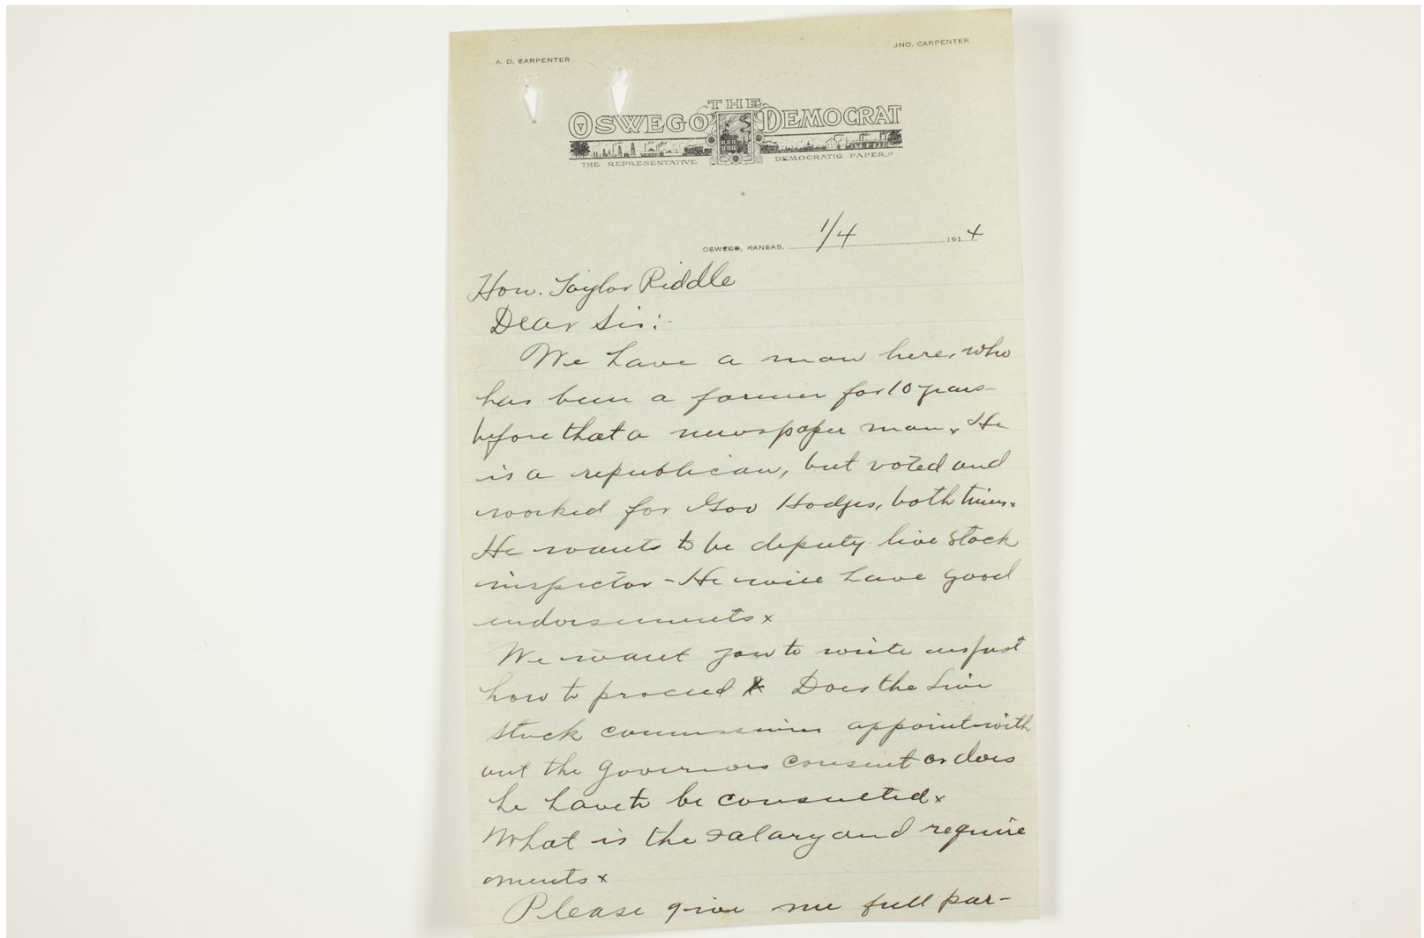 A. D. CARPENTER
JNO. CARPENTER
THE
OSWEGO DEMOCRAT
THE REPRESENTATIVE DEMOCRATIC PAPER
OSWEGO, KANSAS, 1/4 1914
Hon. Taylor Riddle
Dear Sir:-
We have a man here, who
has been a farmer for 10 years-
before that a newspaper man x He
is a republican, but voted and
worked for Gov Hodges, both times.
He wants to be deputy live stock
inspector - He will have good
endorsements x
We want you to write us just
how to proceed x Does the Live
stock commission appoint with
out the Governors consent or does
he have to be consulted x
What is the salary and require
ments x
Please give me full par-